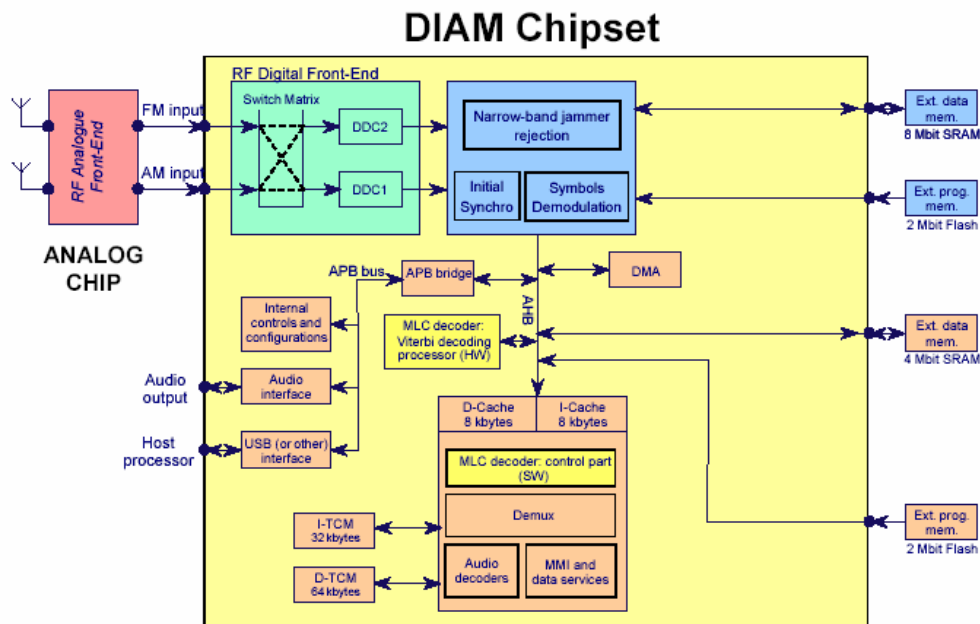 DIAM Chipset
RF Digital Front-End
Switch Matrix
FM input
AM input
RF Analogue
Front-End
ANALOG
CHIP
DDC2
DDC1
Narrow-band jammer
rejection
Initial
Synchro
Symbols
Demodulation
Ext. data
mem.
8 Mbit SRAM
Ext. prog.
mem.
2 Mbit Flash
APB bus
APB bridge
DMA
AHB
Internal
controls and
configurations
MLC decoder:
Viterbi decoding
processor (HW)
Ext. data
mem.
4 Mbit SRAM
Audio
output
Audio
interface
Host
processor
USB (or other)
interface
D-Cache
8 kbytes
I-Cache
8 kbytes
MLC decoder: control part
(SW)
Demux
I-TCM
32 kbytes
Audio
decoders
MMI and
data services
D-TCM
64 kbytes
Ext. prog.
mem.
2 Mbit Flash